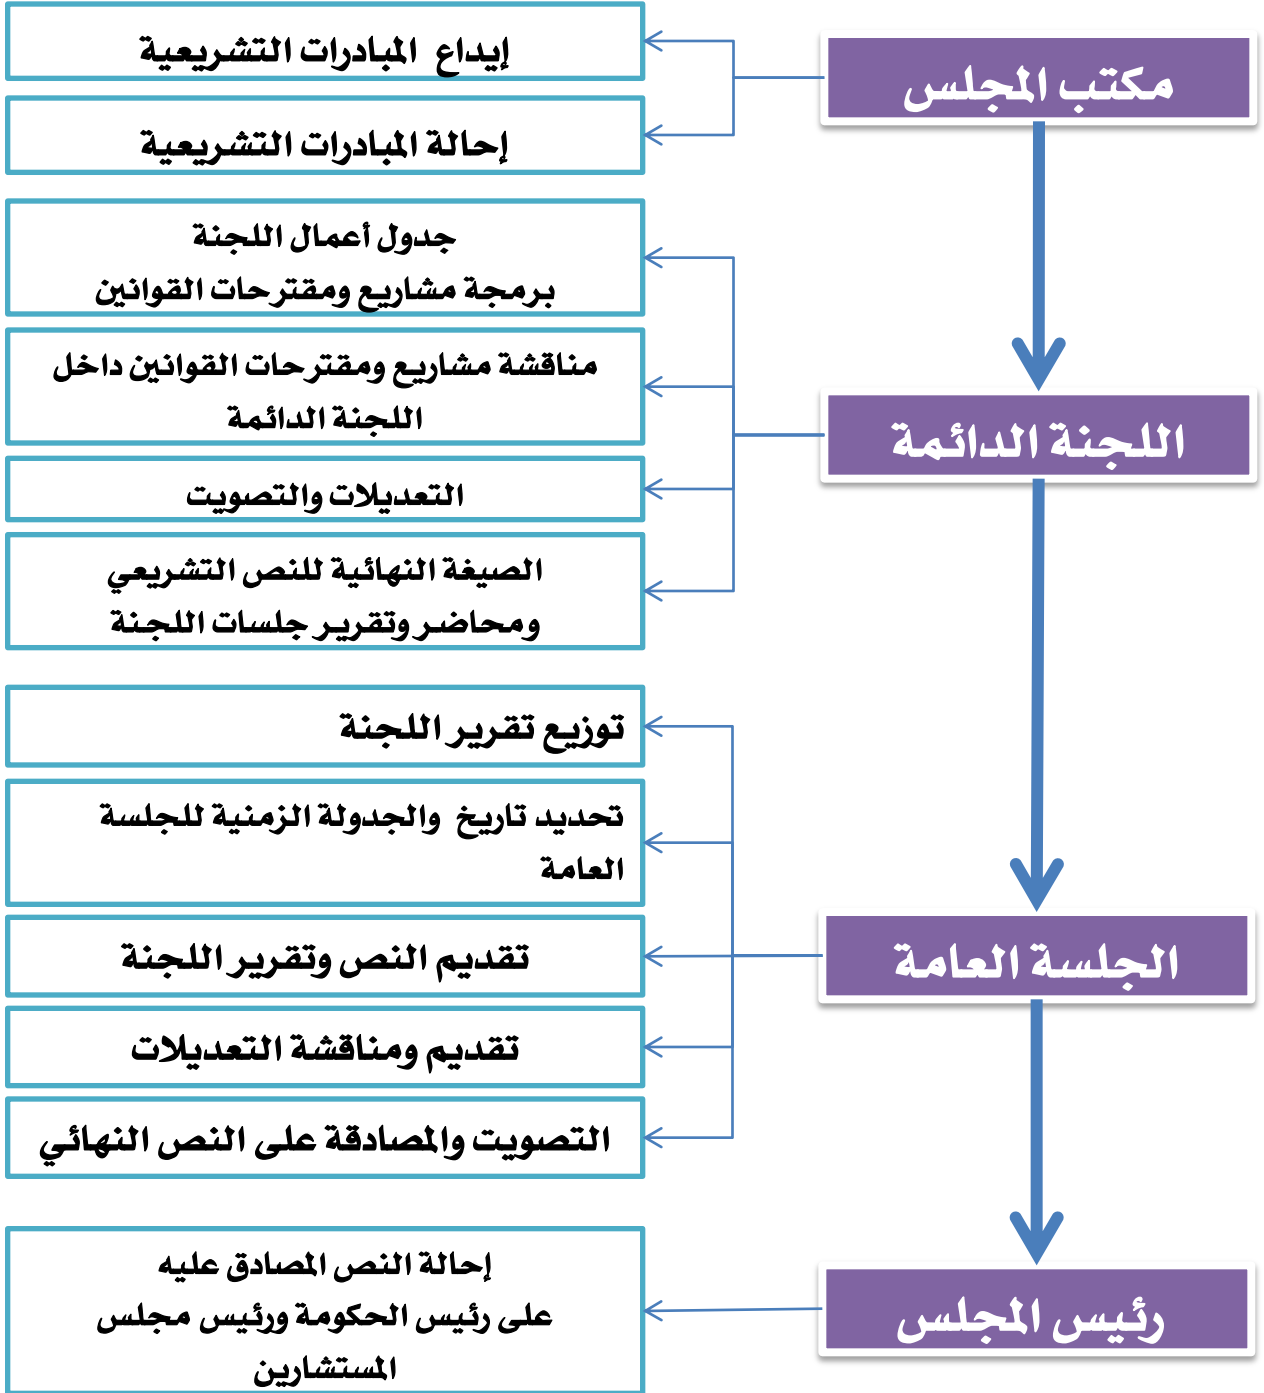 مكتب المجلس
إيداع المبادرات التشريعية
إحالة المبادرات التشريعية
اللجنة الدائمة
جدول أعمال اللجنة
برمجة مشاريع ومقترحات القوانين
مناقشة مشاريع ومقترحات القوانين داخل
اللجنة الدائمة
التعديلات والتصويت
الصيغة النهائية للنص التشريعي
ومحاضر وتقرير جلسات اللجنة
الجلسة العامة
توزيع تقرير اللجنة
تحديد تاريخ والجدولة الزمنية للجلسة
العامة
تقديم النص وتقرير اللجنة
تقديم ومناقشة التعديلات
التصويت والمصادقة على النص النهائي
رئيس المجلس
إحالة النص المصادق عليه
على رئيس الحكومة ورئيس مجلس
المستشارين